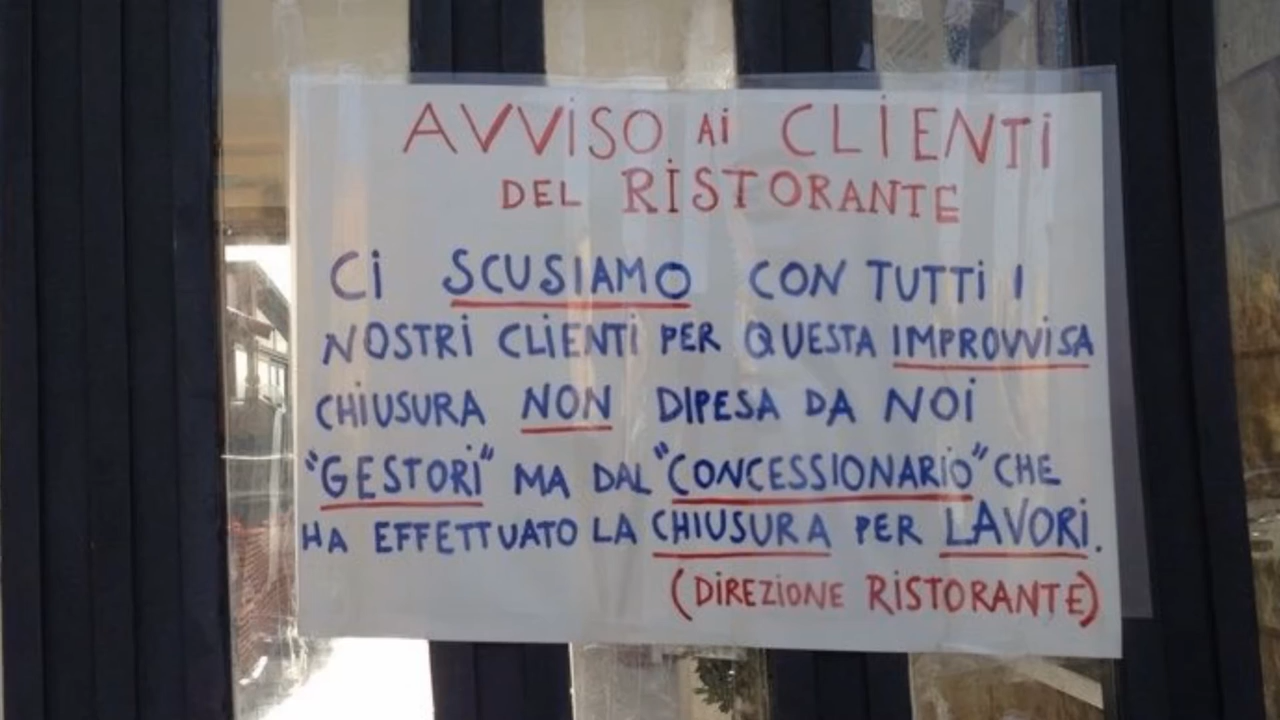 AVViSO Ai CLiENTi
DEL RiSTORANTE
Ci SCUSIAMO CON TUTTi I
NOSTRi CLIENTi PER QUESTA IMPROVVISA
CHiUSURA NON DIPESA DA NOi
"GESTORi" MA DAL "CONCESSIONARiO" CHE
HA EFFETTUATO LA CHIUSURA PER LAVORi.
(DiREZIONE RiSTORANTE)